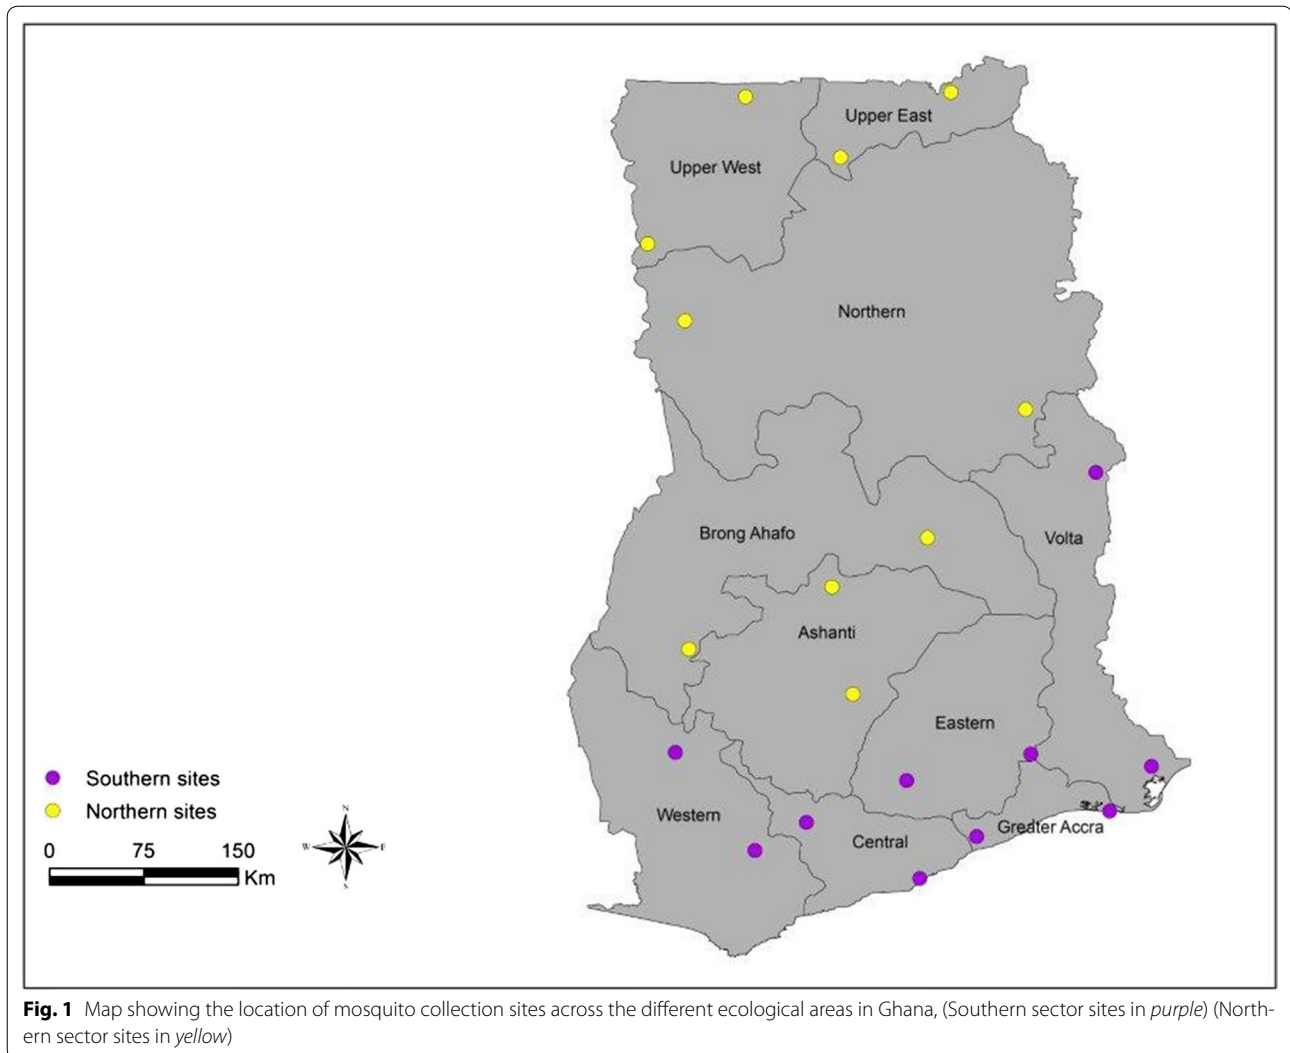 Upper East
Upper West
Northern
Brong Ahafo
Volta
Ashanti
Eastern
Western
Central
Greater Accra
Southern sites
Northern sites
0 75 150
Km
N
W E
S
Fig. 1 Map showing the location of mosquito collection sites across the different ecological areas in Ghana, (Southern sector sites in purple) (North-
ern sector sites in yellow)